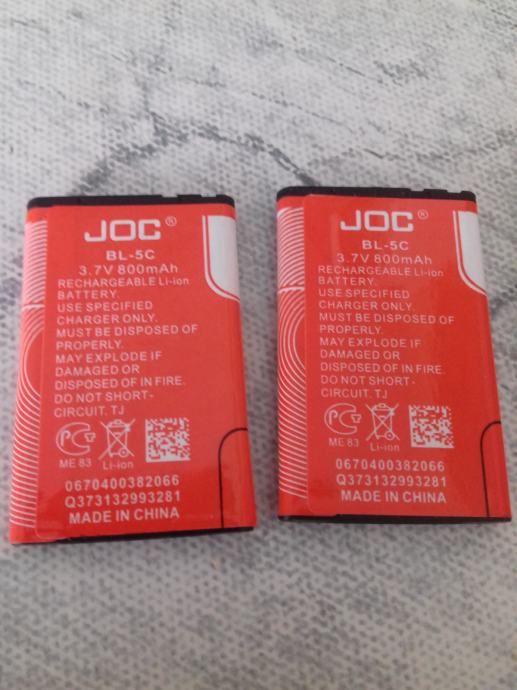 JOC®
BL-5C
3.7V 800mAh
RECHARGEABLE Li-ion
BATTERY.
USE SPECIFIED
CHARGER ONLY.
MUST BE DISPOSED OF
PROPERLY.
MAY EXPLODE IF
DAMAGED OR
DISPOSED OF IN FIRE.
DO NOT SHORT-
CIRCUIT. TJ
ME 83 Li-ion
0670400382066
Q373132993281
MADE IN CHINA
JOC®
BL-5C
3.7V 800mAh
RECHARGEABLE Li-ion
BATTERY.
USE SPECIFIED
CHARGER ONLY.
MUST BE DISPOSED OF
PROPERLY.
MAY EXPLODE IF
DAMAGED OR
DISPOSED OF IN FIRE.
DO NOT SHORT-
CIRCUIT. TJ
ME 83 Li-ion
0670400382066
Q373132993281
MADE IN CHINA